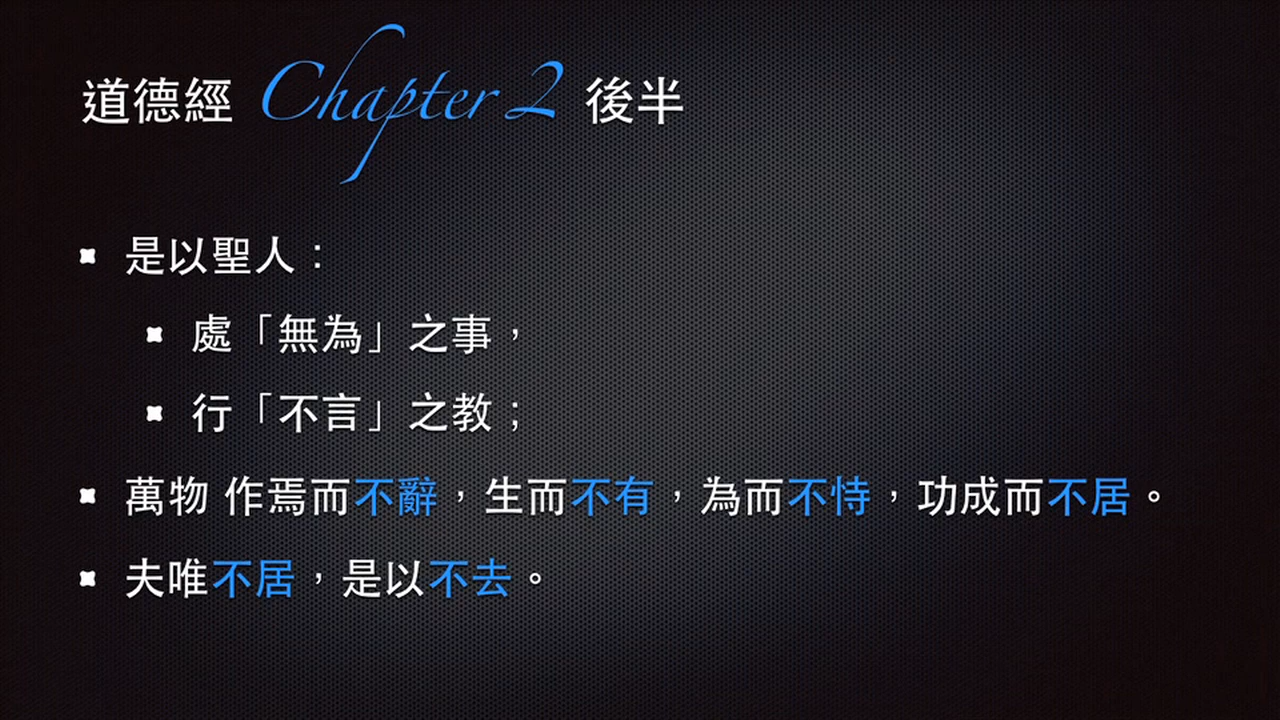 道德經 Chapter 2 後半
是以聖人：
處「無為」之事，
行「不言」之教；
萬物 作焉而不辭，生而不有，為而不恃，功成而不居。
夫唯不居，是以不去。